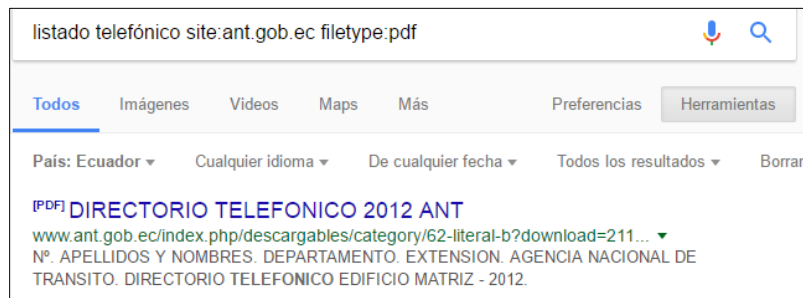 listado telefónico site:ant.gob.ec filetype:pdf
Todos Imágenes Videos Maps Más Preferencias Herramientas
País: Ecuador Cualquier idioma De cualquier fecha Todos los resultados Borrar
[PDF] DIRECTORIO TELEFONICO 2012 ANT
www.ant.gob.ec/index.php/descargables/category/62-literal-b?download=211...
Nº. APELLIDOS Y NOMBRES. DEPARTAMENTO. EXTENSION. AGENCIA NACIONAL DE
TRANSITO. DIRECTORIO TELEFONICO EDIFICIO MATRIZ - 2012.